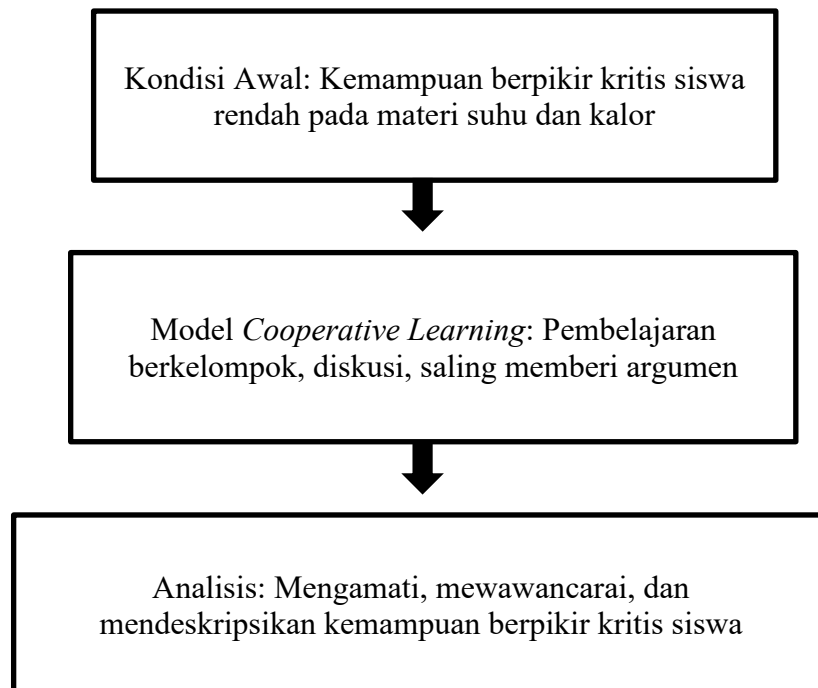 Kondisi Awal: Kemampuan berpikir kritis siswa
rendah pada materi suhu dan kalor
Model Cooperative Learning: Pembelajaran
berkelompok, diskusi, saling memberi argumen
Analisis: Mengamati, mewawancarai, dan
mendeskripsikan kemampuan berpikir kritis siswa